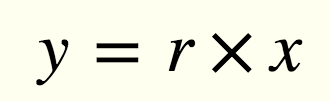 y = r × x